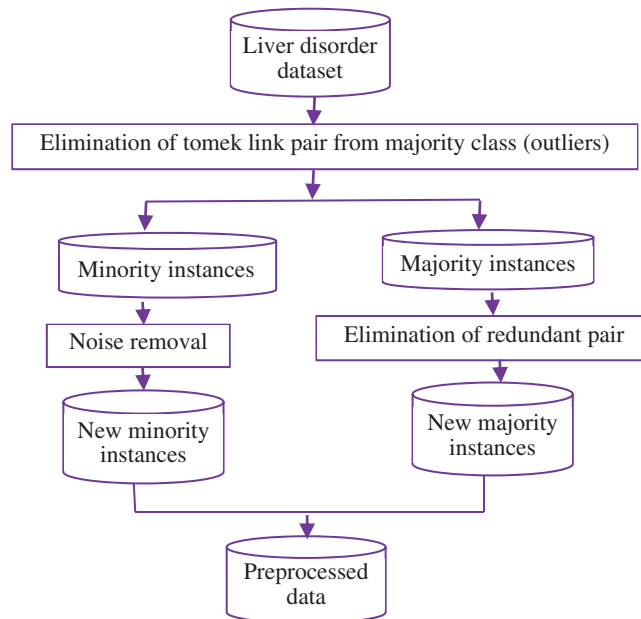 Liver disorder
dataset
Elimination of tomek link pair from majority class (outliers)
Minority instances
Majority instances
Noise removal
Elimination of redundant pair
New minority
instances
New majority
instances
Preprocessed
data